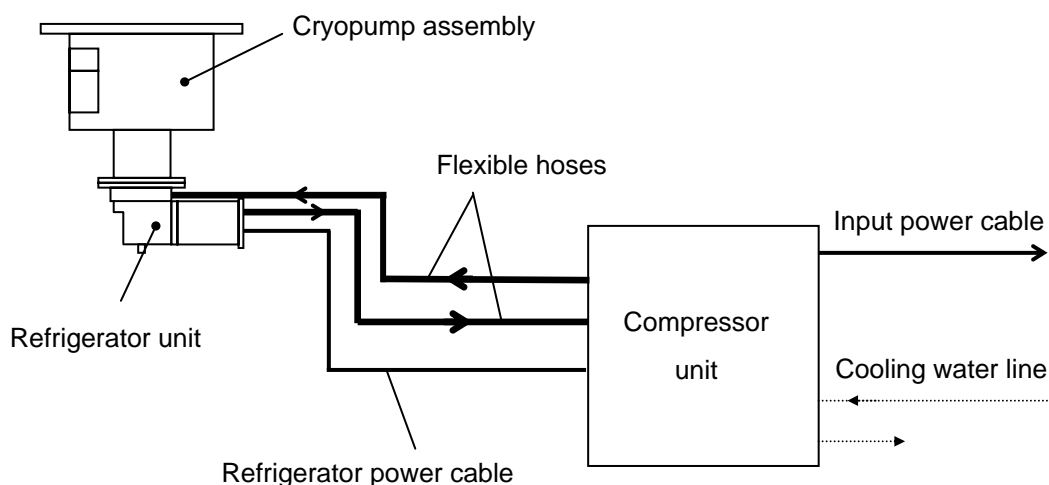 Cryopump assembly
Flexible hoses
Input power cable
Refrigerator unit
Compressor
unit
Cooling water line
Refrigerator power cable